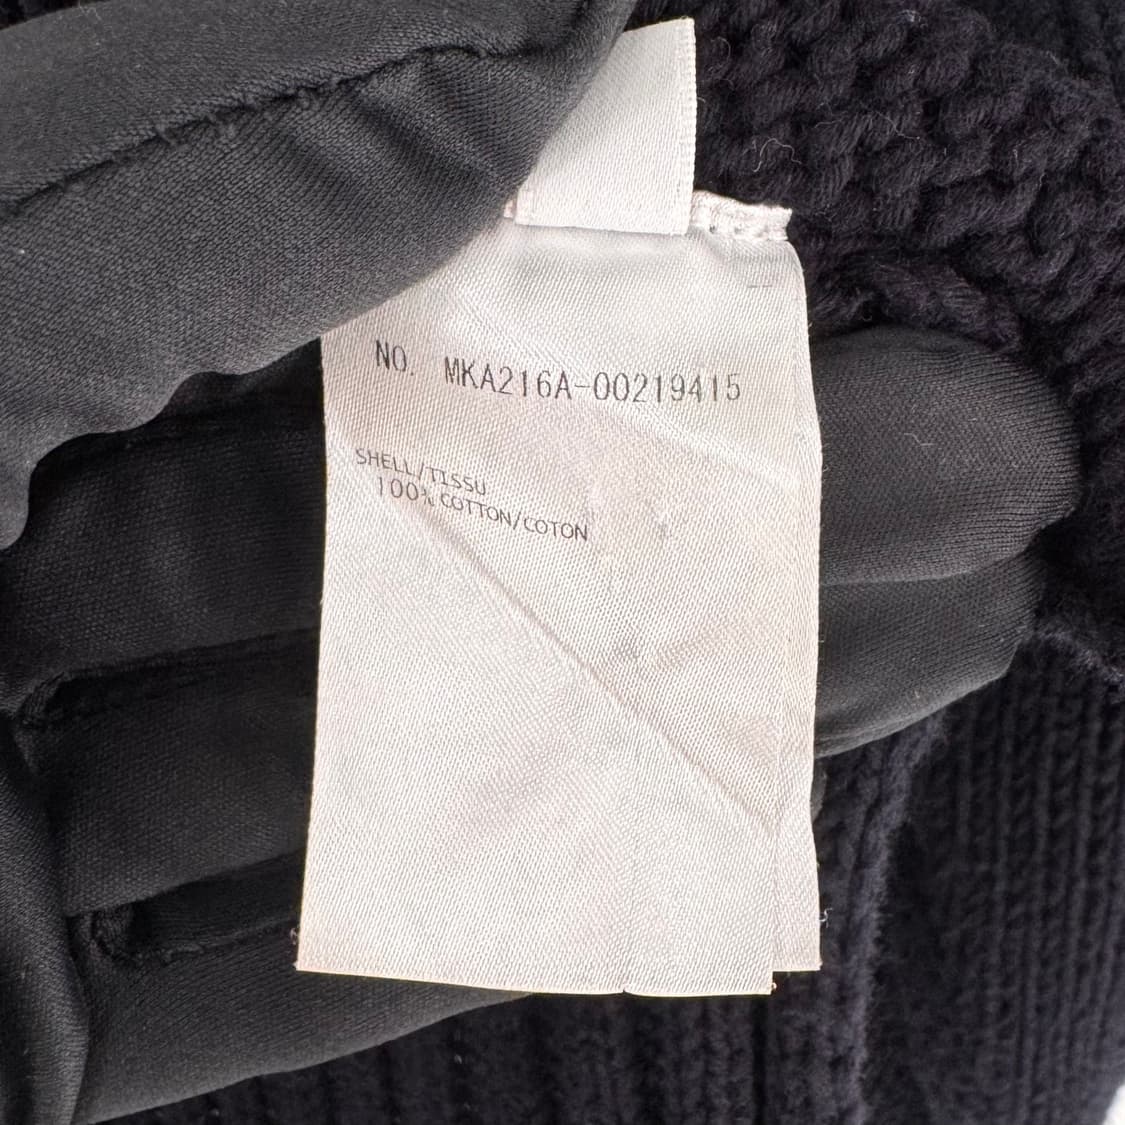 NO. MKA216A-00219415
SHELL/TISSU
100% COTTON/COTON